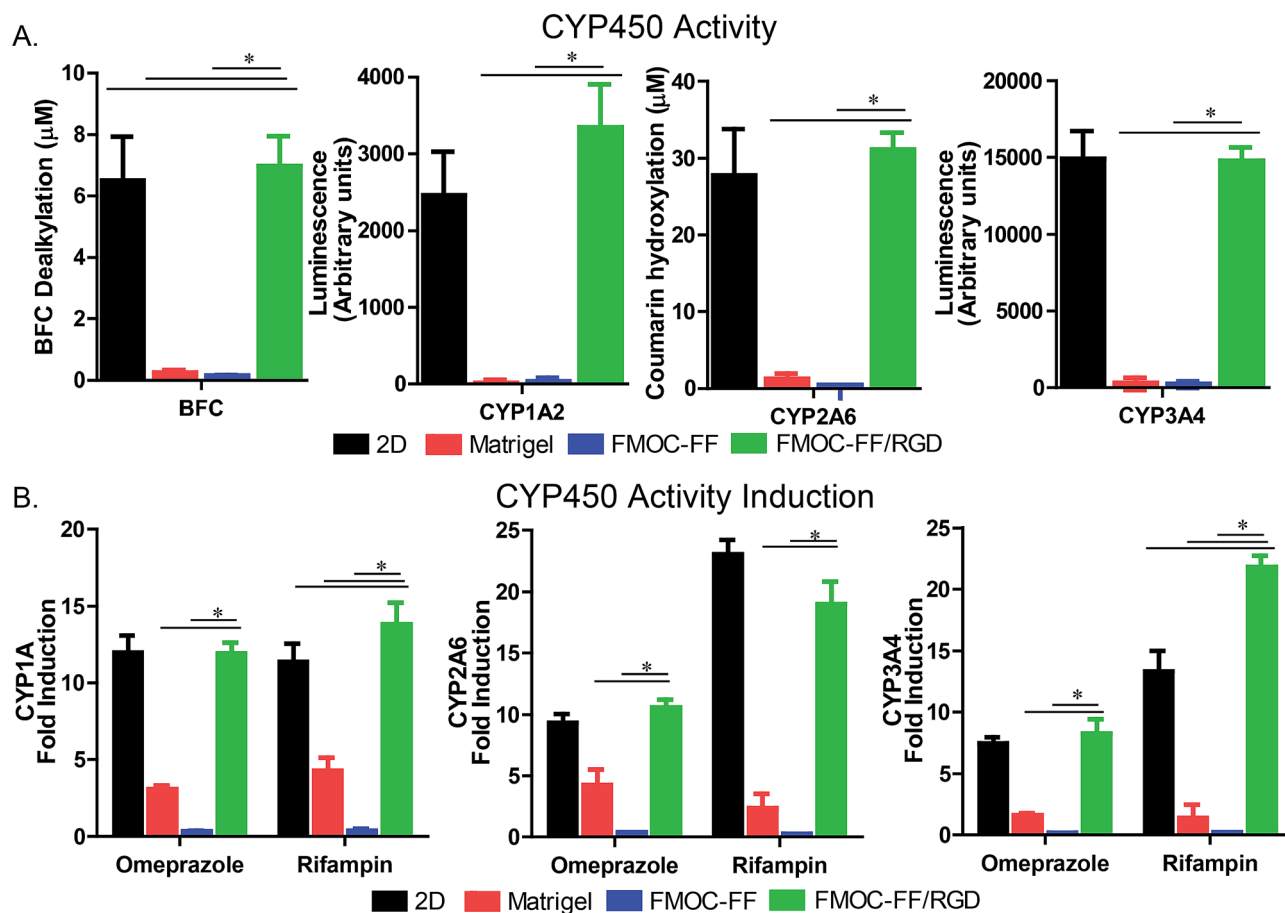 A.
CYP450 Activity
BFC Dealkylation (μM)
10
8
6
4
2
0
*
BFC
Luminescence
(Arbitrary units)
4000
3000
2000
1000
0
*
CYP1A2
Coumarin hydroxylation (μM)
40
30
20
10
0
*
CYP2A6
Luminescence
(Arbitrary units)
20000
15000
10000
5000
0
*
CYP3A4
2D Matrigel FMOC-FF FMOC-FF/RGD
B.
CYP450 Activity Induction
CYP1A
Fold Induction
20
15
10
5
0
*
*
Omeprazole Rifampin
CYP2A6
Fold Induction
25
20
15
10
5
0
*
*
Omeprazole Rifampin
CYP3A4
Fold Induction
25
20
15
10
5
0
*
*
Omeprazole Rifampin
2D Matrigel FMOC-FF FMOC-FF/RGD